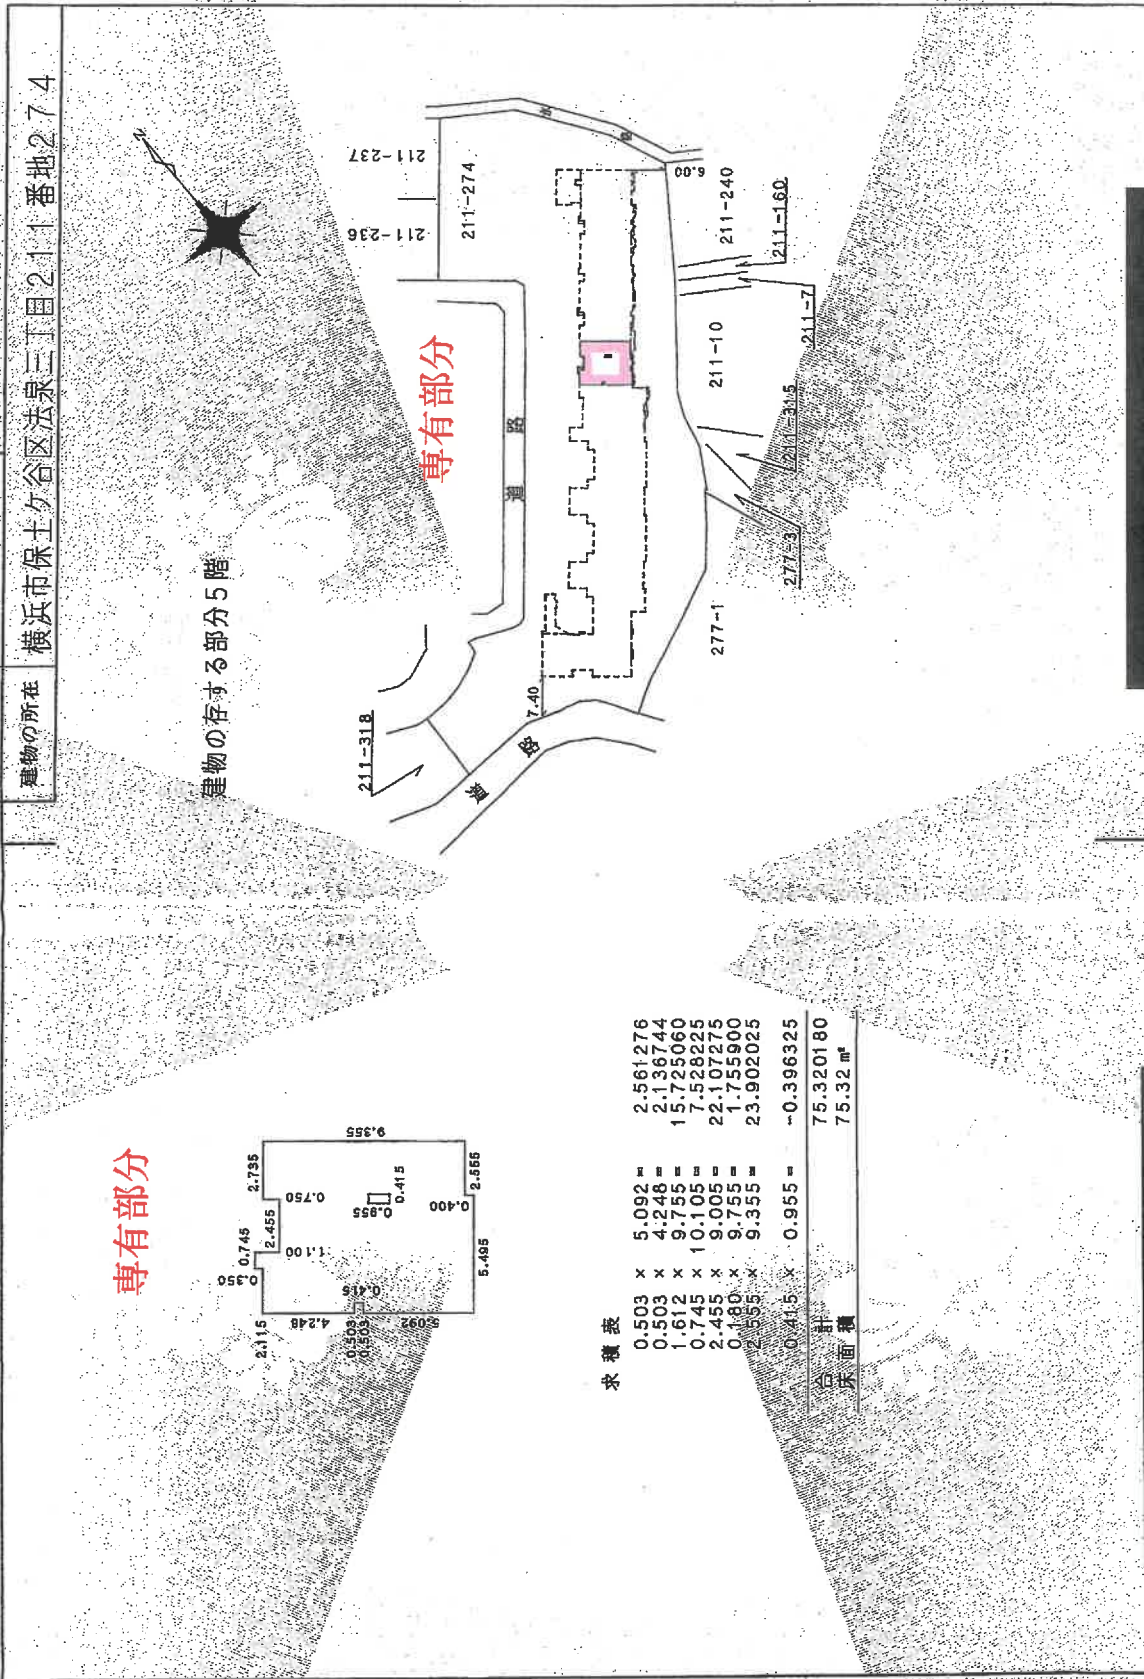 建物の所在 横浜市保土ケ谷区法泉三丁目211番地274
建物の存する部分5階
専有部分
2.115
0.350
0.745
1.100
2.455
0.750
2.735
9.355
4.248
0.503
0.503
0.415
5.092
0.955
0.415
0.400
5.495
2.555
求積表
0.503 × 5.092 = 2.561276
0.503 × 4.248 = 2.136744
1.612 × 9.755 = 15.725060
0.745 × 10.105 = 7.528225
2.455 × 9.005 = 22.107275
0.180 × 9.755 = 1.755900
2.555 × 9.355 = 23.902025
0.415 × 0.955 = -0.396325
合計 75.320180
床面積 75.32㎡
専有部分
211-318
211-236
211-237
211-274
道路
道路
7.40
水路
6.00
211-240
211-160
211-7
211-10
211-315
277-3
277-1
N